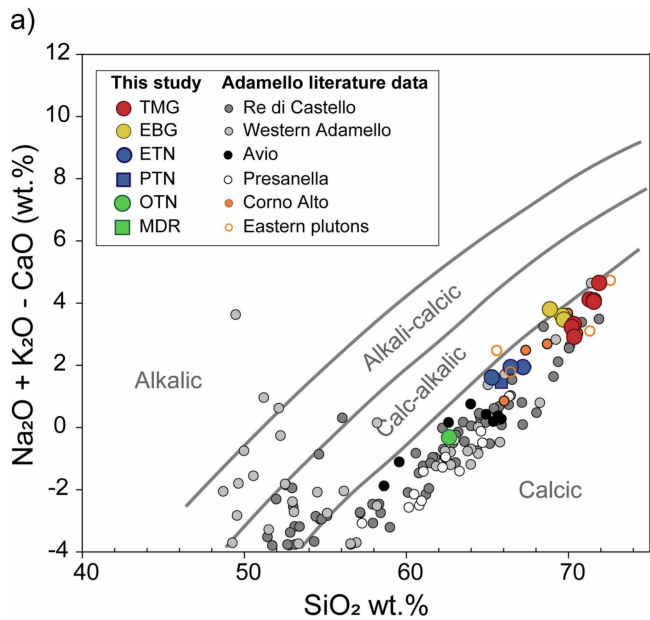 a)
12
10
8
6
4
2
0
-2
-4
Na₂O + K₂O - CaO (wt.%)
This study
TMG
EBG
ETN
PTN
OTN
MDR
Adamello literature data
Re di Castello
Western Adamello
Avio
Presanella
Corno Alto
Eastern plutons
Alkalic
Alkali-calcic
Calc-alkalic
Calcic
40
50
60
70
SiO₂ wt.%